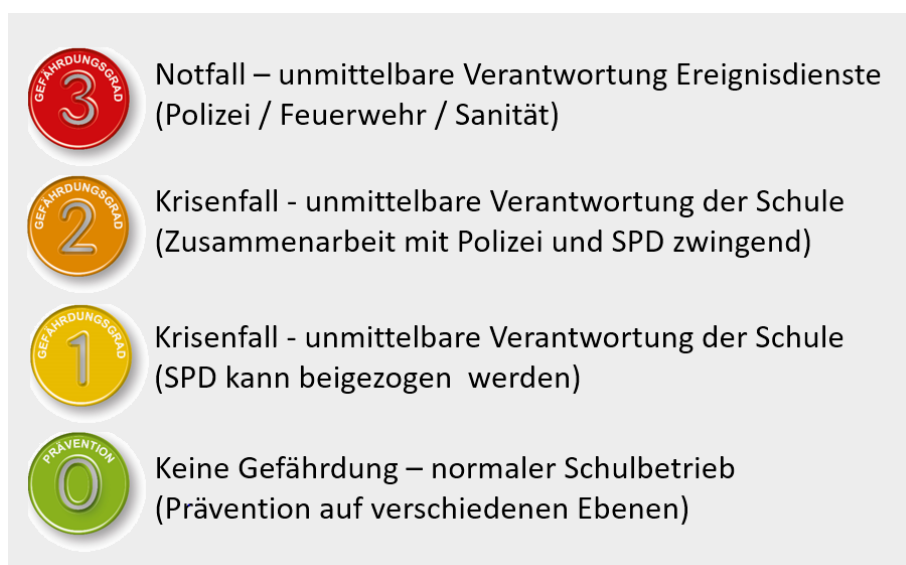 GEFÄHRDUNGSGRAD
3
Notfall – unmittelbare Verantwortung Ereignisdienste
(Polizei / Feuerwehr / Sanität)
GEFÄHRDUNGSGRAD
2
Krisenfall - unmittelbare Verantwortung der Schule
(Zusammenarbeit mit Polizei und SPD zwingend)
GEFÄHRDUNGSGRAD
1
Krisenfall - unmittelbare Verantwortung der Schule
(SPD kann beigezogen  werden)
PRÄVENTION
0
Keine Gefährdung – normaler Schulbetrieb
(Prävention auf verschiedenen Ebenen)